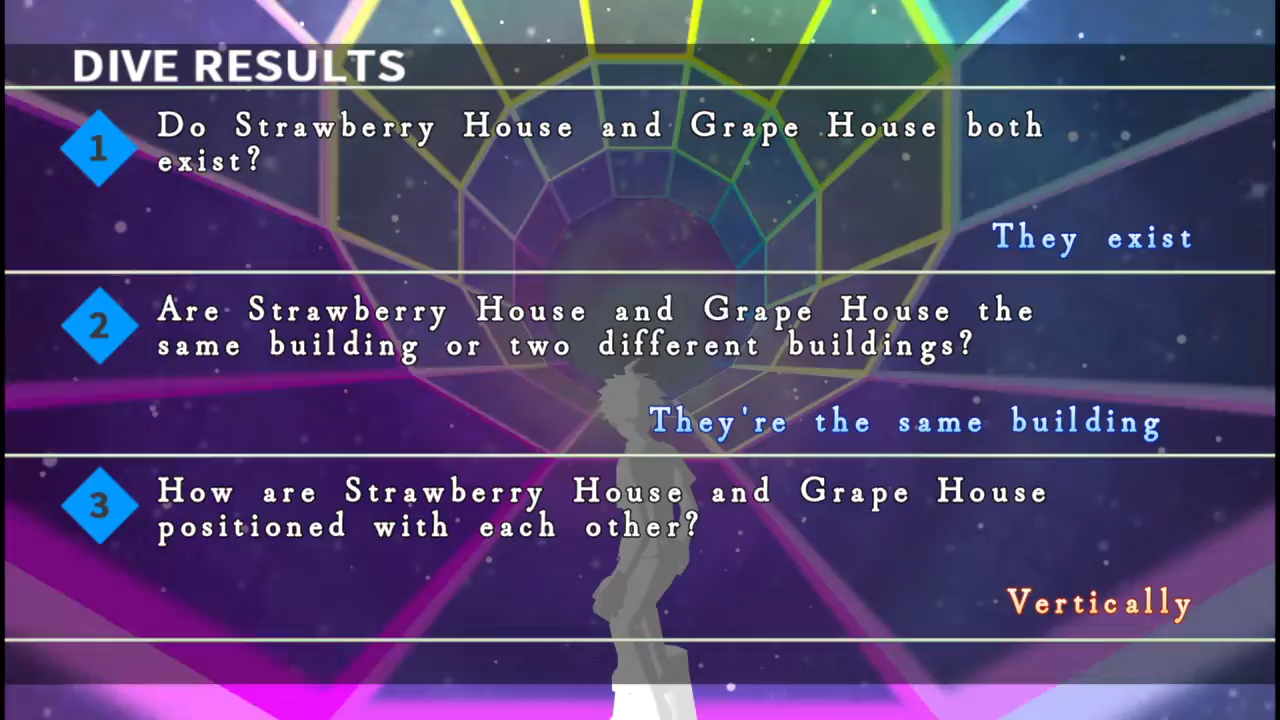 DIVE RESULTS
1
Do Strawberry House and Grape House both
exist?
They exist
2
Are Strawberry House and Grape House the
same building or two different buildings?
They're the same building
3
How are Strawberry House and Grape House
positioned with each other?
Vertically